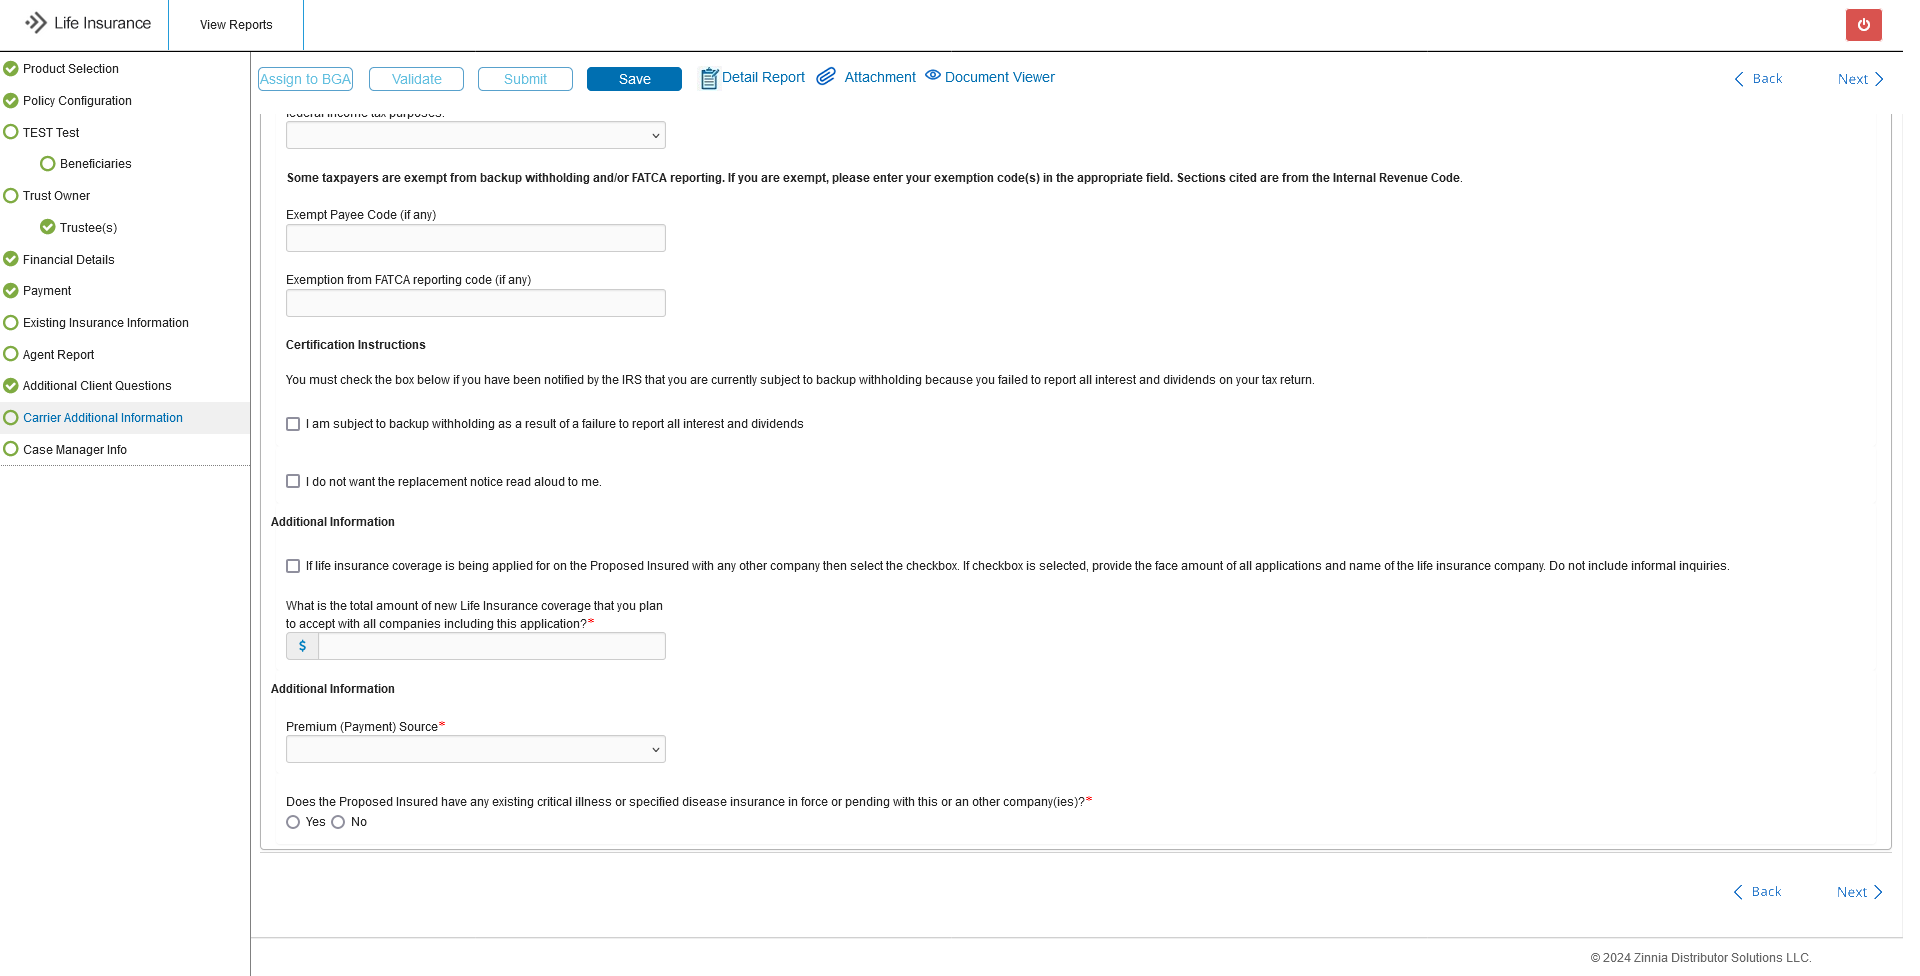 Life Insurance
View Reports
Product Selection
Policy Configuration
TEST Test
Beneficiaries
Trust Owner
Trustee(s)
Financial Details
Payment
Existing Insurance Information
Agent Report
Additional Client Questions
Carrier Additional Information
Case Manager Info
Assign to BGA
Validate
Submit
Save
Detail Report
Attachment
Document Viewer
Back
Next
federal income tax purposes.
Some taxpayers are exempt from backup withholding and/or FATCA reporting. If you are exempt, please enter your exemption code(s) in the appropriate field. Sections cited are from the Internal Revenue Code.
Exempt Payee Code (if any)
Exemption from FATCA reporting code (if any)
Certification Instructions
You must check the box below if you have been notified by the IRS that you are currently subject to backup withholding because you failed to report all interest and dividends on your tax return.
I am subject to backup withholding as a result of a failure to report all interest and dividends
I do not want the replacement notice read aloud to me.
Additional Information
If life insurance coverage is being applied for on the Proposed Insured with any other company then select the checkbox. If checkbox is selected, provide the face amount of all applications and name of the life insurance company. Do not include informal inquiries.
What is the total amount of new Life Insurance coverage that you plan
to accept with all companies including this application?*
$
Additional Information
Premium (Payment) Source*
Does the Proposed Insured have any existing critical illness or specified disease insurance in force or pending with this or an other company(ies)?*
Yes No
Back
Next
© 2024 Zinnia Distributor Solutions LLC.